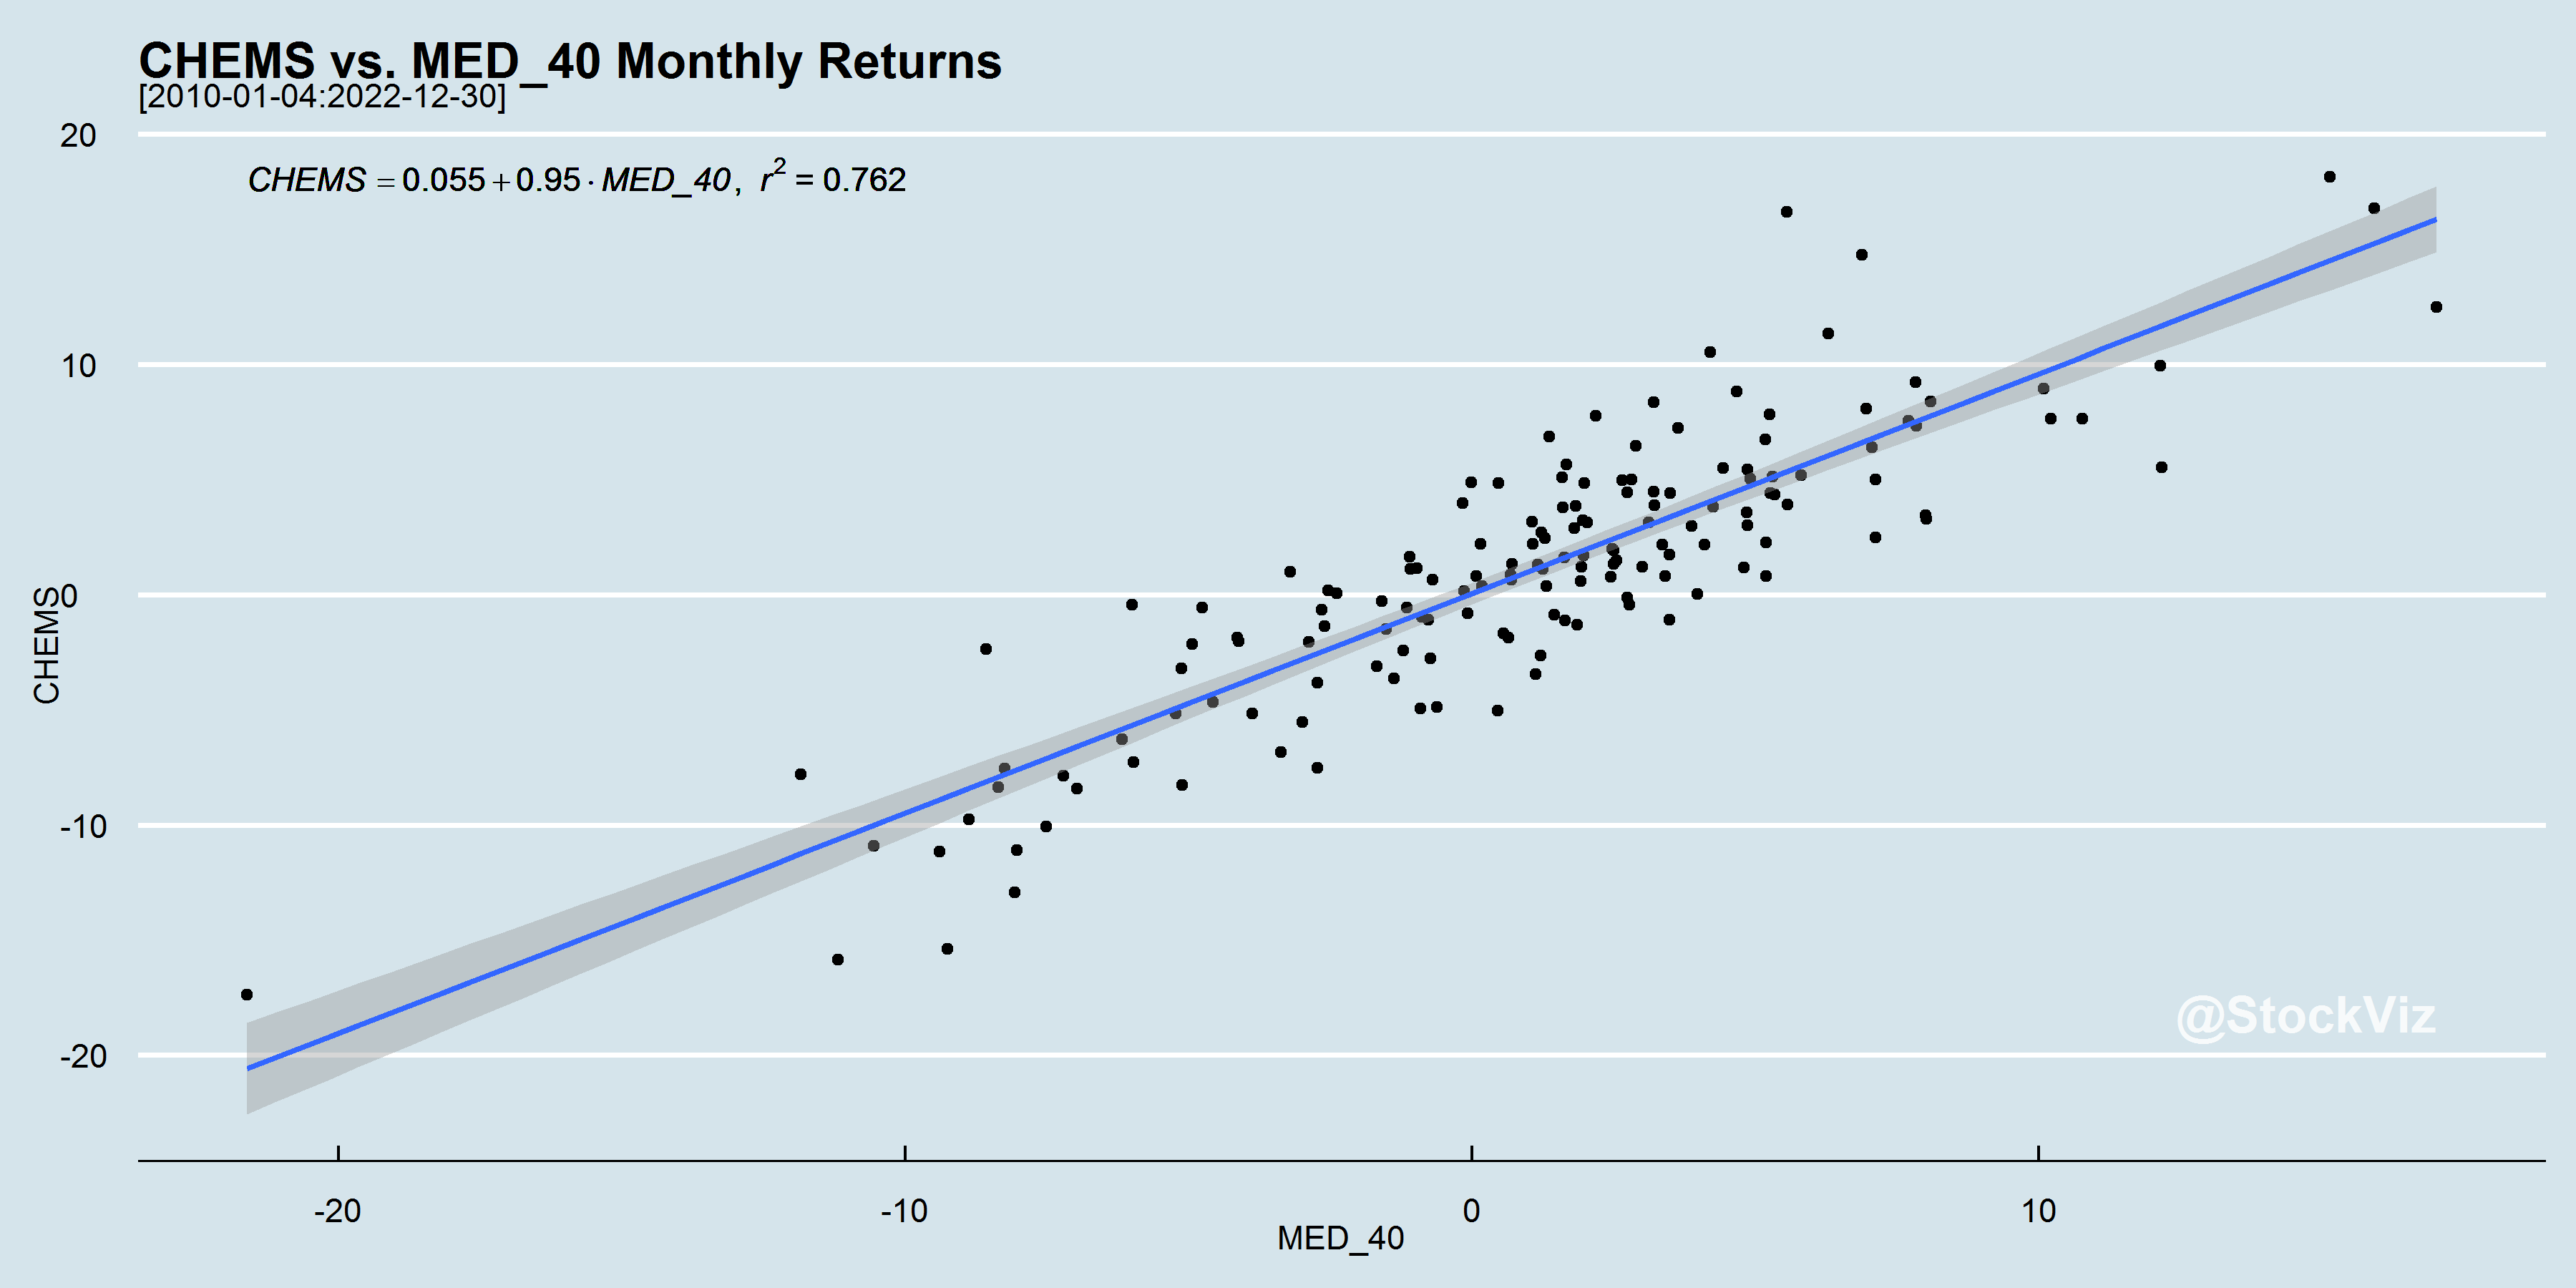 CHEMS vs. MED_40 Monthly Returns
[2010-01-04:2022-12-30]
CHEMS = 0.055 + 0.95 · MED_40, r² = 0.762
20
10
0
-10
-20
CHEMS
@StockViz
-20
-10
0
10
MED_40